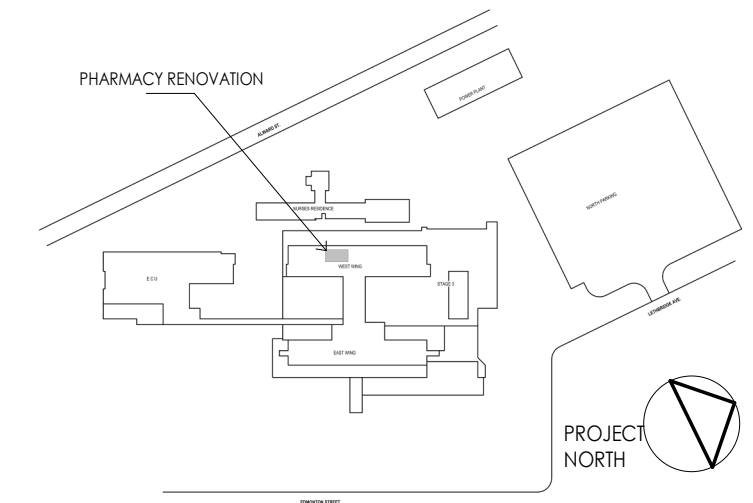 PHARMACY RENOVATION
POWER PLANT
ALWARD ST.
NORTH PARKING
NURSES RESIDENCE
WEST WING
E C U
STAGE 3
LETHBRIDGE AVE.
EAST WING
PROJECT
NORTH
EDMONTON STREET